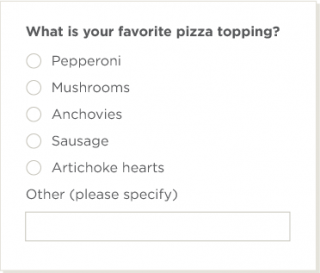 What is your favorite pizza topping?
Pepperoni
Mushrooms
Anchovies
Sausage
Artichoke hearts
Other (please specify)